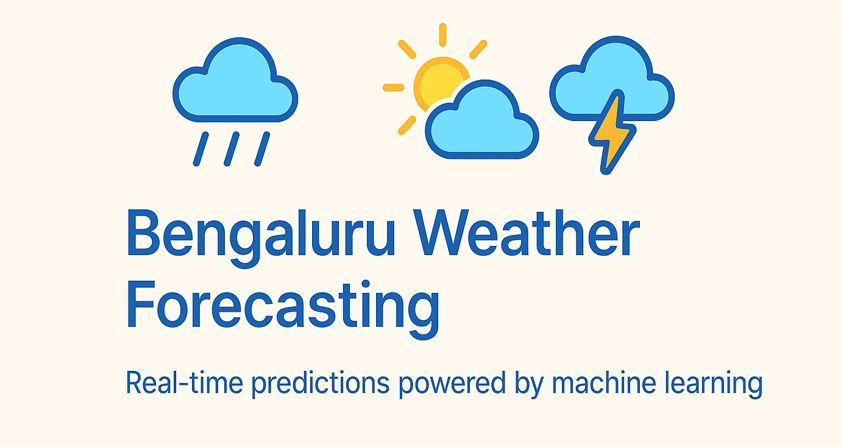 Bengaluru Weather
Forecasting
Real-time predictions powered by machine learning